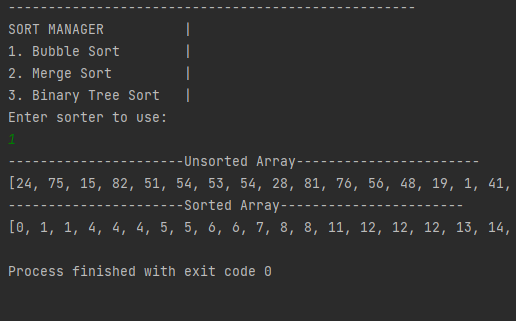 ---------------------------------------------------
SORT MANAGER          |
1. Bubble Sort        |
2. Merge Sort         |
3. Binary Tree Sort   |
Enter sorter to use:
1
----------------------Unsorted Array-----------------------
[24, 75, 15, 82, 51, 54, 53, 54, 28, 81, 76, 56, 48, 19, 1, 41,
----------------------Sorted Array-----------------------
[0, 1, 1, 4, 4, 4, 5, 5, 6, 6, 7, 8, 8, 11, 12, 12, 12, 13, 14,
Process finished with exit code 0